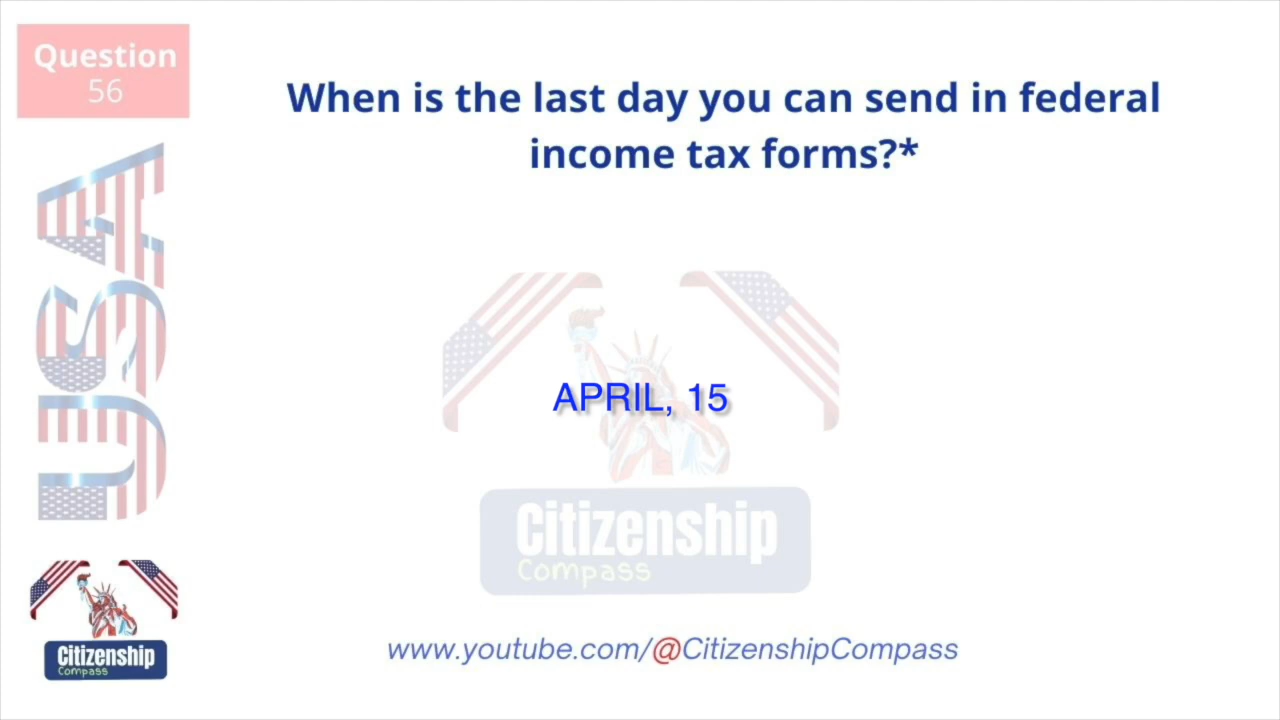 Question
56
When is the last day you can send in federal
income tax forms?*
USA
APRIL, 15
Citizenship
Compass
Citizenship
Compass
www.youtube.com/@CitizenshipCompass